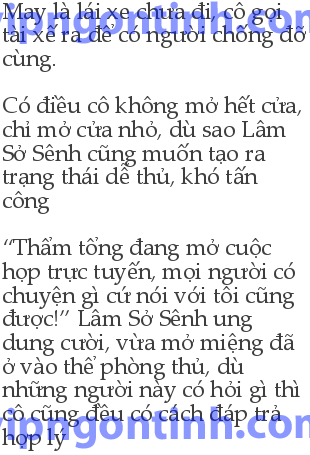 May là lái xe chưa đi, cô gọi
tài xế ra để có người chống đỡ
cùng.
Có điều cô không mở hết cửa,
chỉ mở cửa nhỏ, dù sao Lâm
Sở Sênh cũng muốn tạo ra
trạng thái dễ thủ, khó tấn
công
“Thẩm tổng đang mở cuộc
họp trực tuyến, mọi người có
chuyện gì cứ nói với tôi cũng
được!” Lâm Sở Sênh ung
dung cười, vừa mở miệng đã
ở vào thể phòng thủ, dù
những người này có hỏi gì thì
cô cũng đều có cách đáp trả
hợp lý
vipngontinh.com